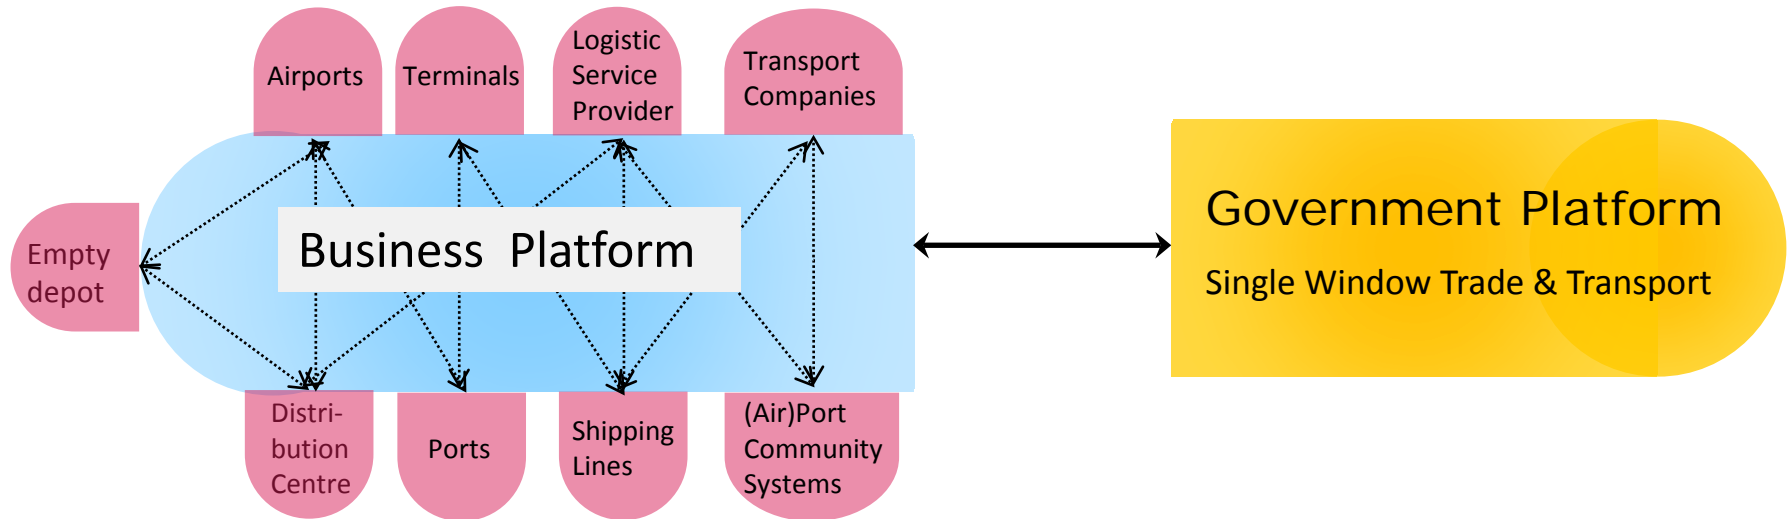 Airports
Terminals
Logistic
Service
Provider
Transport
Companies
Empty
depot
Business Platform
Government Platform
Single Window Trade & Transport
Distri-
bution
Centre
Ports
Shipping
Lines
(Air)Port
Community
Systems